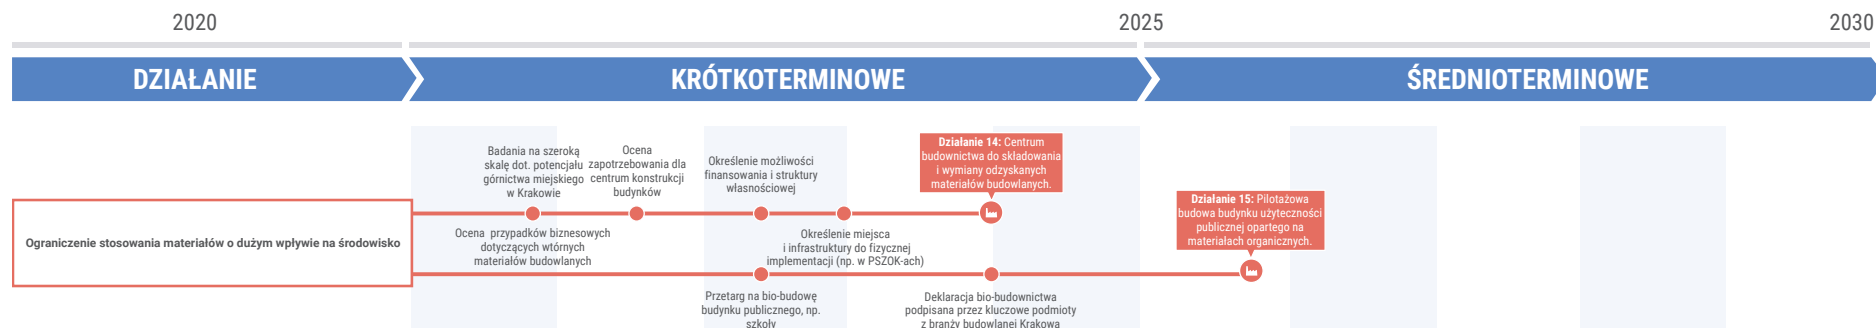 2020
2025
2030
DZIAŁANIE
KRÓTKOTERMINOWE
ŚREDNIOTERMINOWE
Badania na szeroką
skalę dot. potencjału
górnictwa miejskiego
w Krakowie
Ocena
zapotrzebowania dla
centrum konstrukcji
budynków
Określenie możliwości
finansowania i struktury
własnościowej
Działanie 14: Centrum
budownictwa do składowania
i wymiany odzyskanych
materiałów budowlanych.
Działanie 15: Pilotażowa
budowa budynku użyteczności
publicznej opartego na
materiałach organicznych.
Ograniczenie stosowania materiałów o dużym wpływie na środowisko
Ocena przypadków biznesowych
dotyczących wtórnych
materiałów budowlanych
Określenie miejsca
i infrastruktury do fizycznej
implementacji (np. w PSZOK-ach)
Przetarg na bio-budowę
budynku publicznego, np.
szkoły
Deklaracja bio-budownictwa
podpisana przez kluczowe podmioty
z branży budowlanej Krakowa